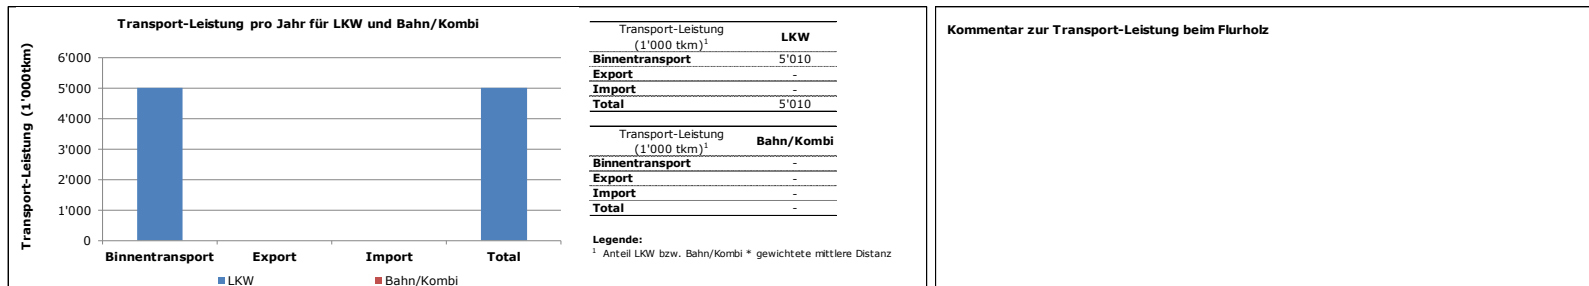 Transport-Leistung pro Jahr für LKW und Bahn/Kombi
Transport-Leistung (1'000tkm)
6'000
5'000
4'000
3'000
2'000
1'000
0
Binnentransport Export Import Total
LKW Bahn/Kombi
Transport-Leistung
(1'000 tkm)¹ LKW
Binnentransport 5'010
Export -
Import -
Total 5'010
Transport-Leistung
(1'000 tkm)¹ Bahn/Kombi
Binnentransport -
Export -
Import -
Total -
Legende:
¹ Anteil LKW bzw. Bahn/Kombi * gewichtete mittlere Distanz
Kommentar zur Transport-Leistung beim Flurholz